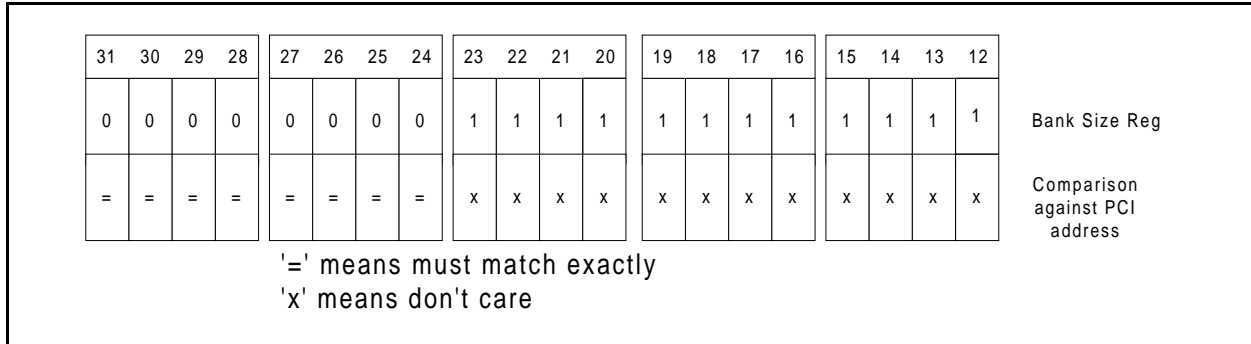 31 30 29 28 27 26 25 24 23 22 21 20 19 18 17 16 15 14 13 12
0 0 0 0 0 0 0 0 1 1 1 1 1 1 1 1 1 1 1 1 Bank Size Reg
= = = = = = = = x x x x x x x x x x x x Comparison
against PCI
address
'=' means must match exactly
'x' means don't care